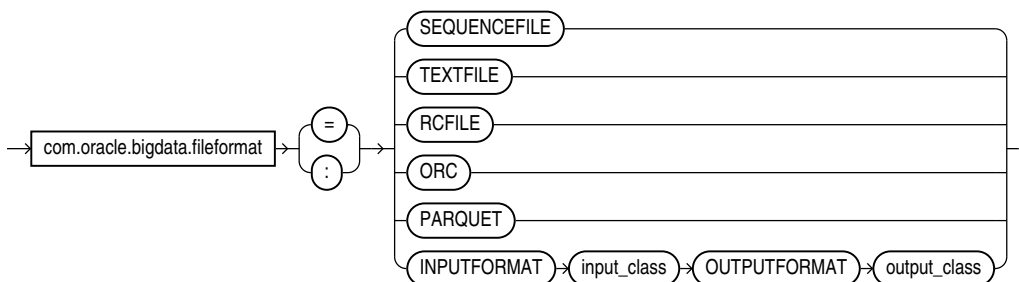 SEQUENCEFILE
TEXTFILE
=
RCFILE
com.oracle.bigdata.fileformat
:
ORC
PARQUET
INPUTFORMAT input_class OUTPUTFORMAT output_class